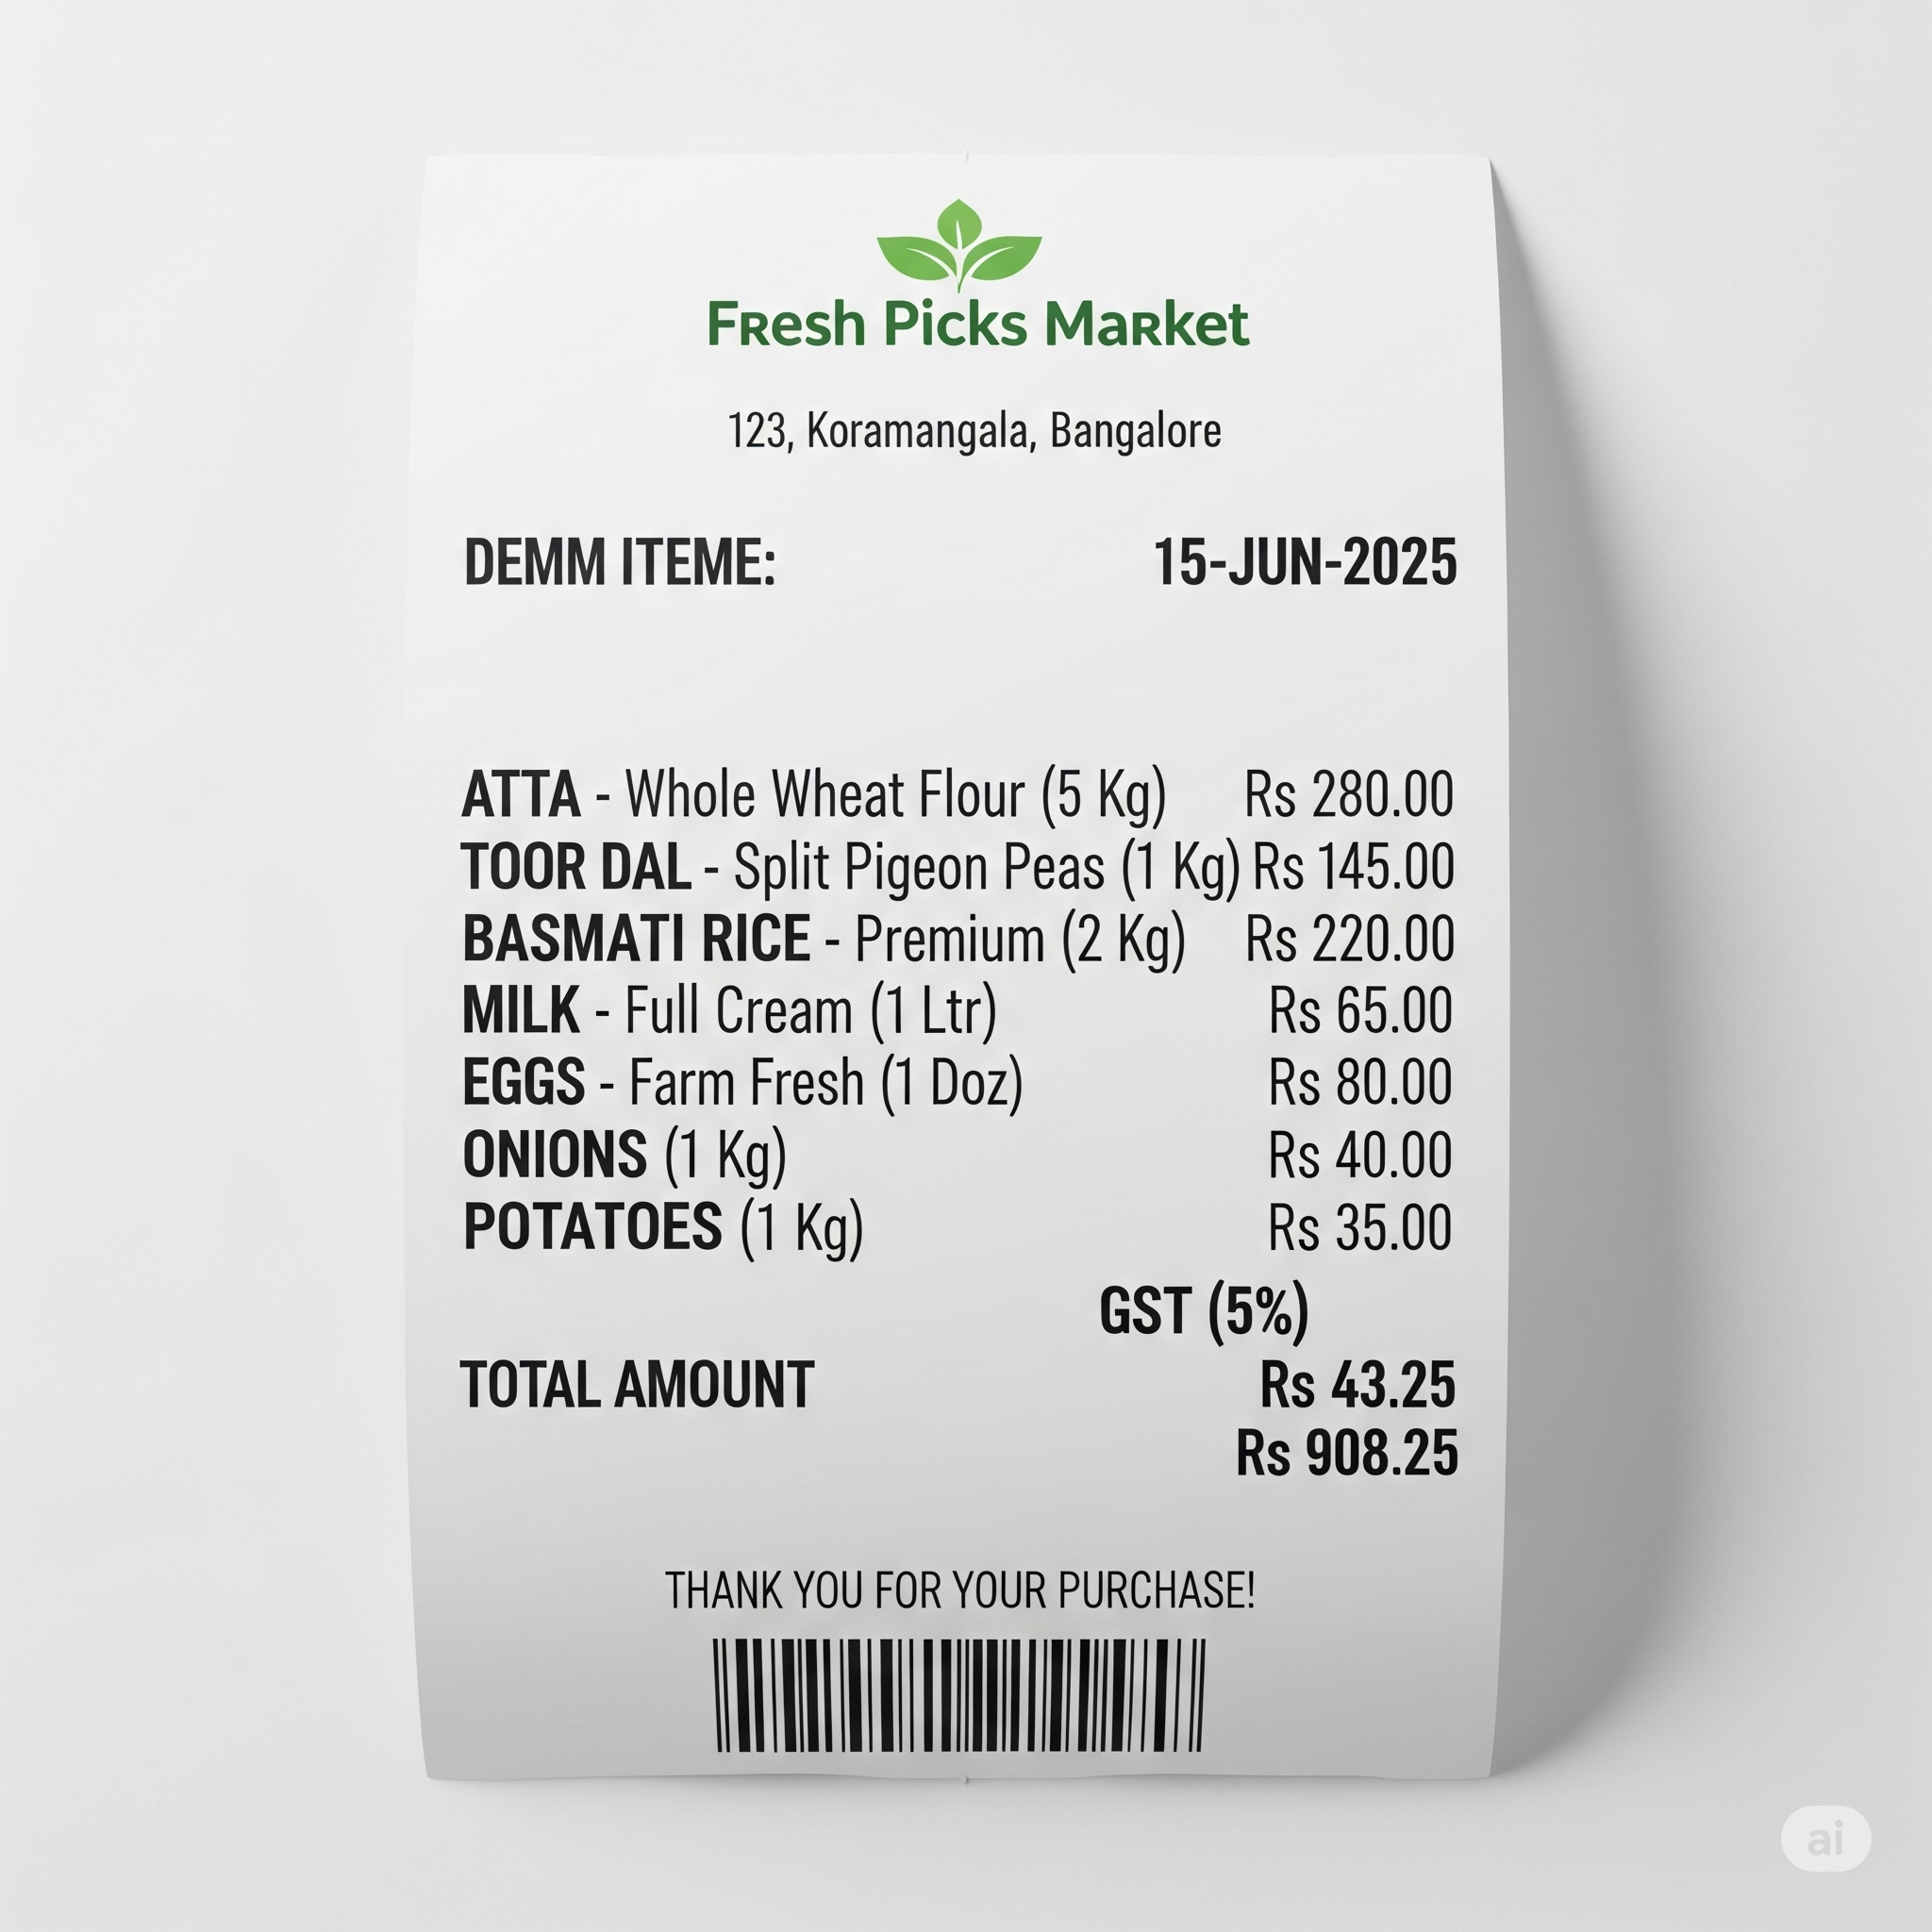 Fresh Picks Market
123, Koramangala, Bangalore
DEMM ITEME: 15-JUN-2025
ATTA - Whole Wheat Flour (5 Kg) Rs 280.00
TOOR DAL - Split Pigeon Peas (1 Kg) Rs 145.00
BASMATI RICE - Premium (2 Kg) Rs 220.00
MILK - Full Cream (1 Ltr) Rs 65.00
EGGS - Farm Fresh (1 Doz) Rs 80.00
ONIONS (1 Kg) Rs 40.00
POTATOES (1 Kg) Rs 35.00
GST (5%)
TOTAL AMOUNT Rs 43.25
Rs 908.25
THANK YOU FOR YOUR PURCHASE!
ai